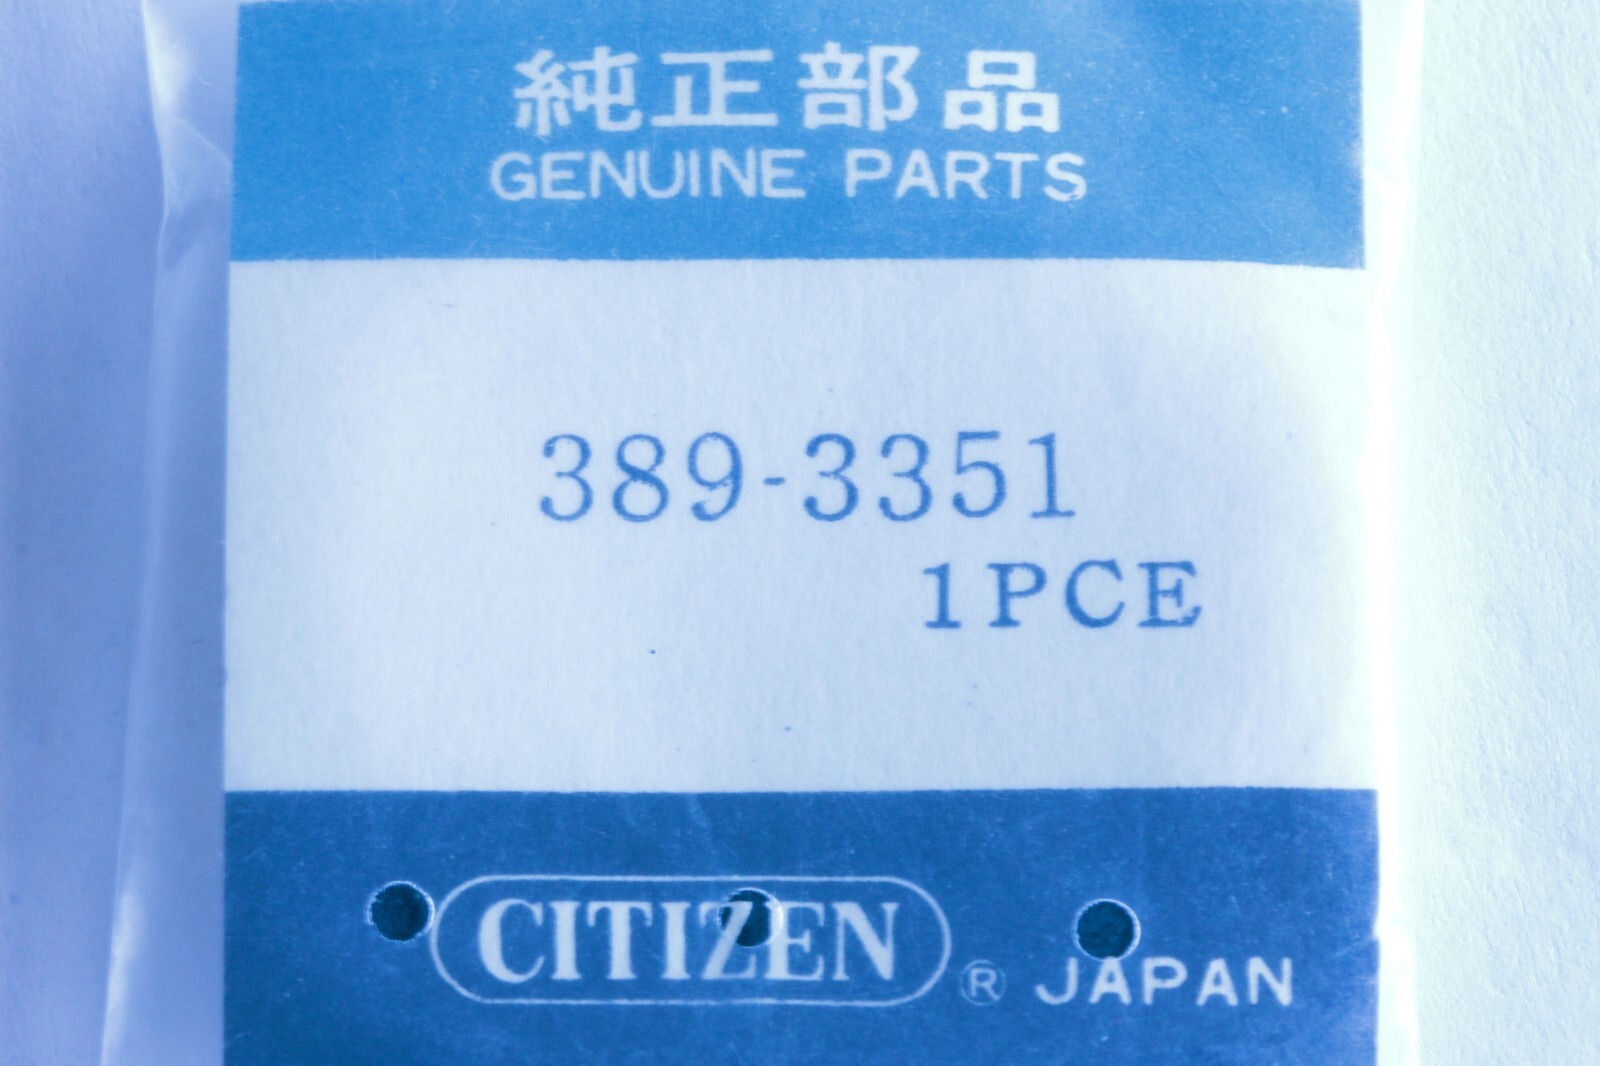 純正部品
GENUINE PARTS
389-3351
1PCE
CITIZEN ® JAPAN